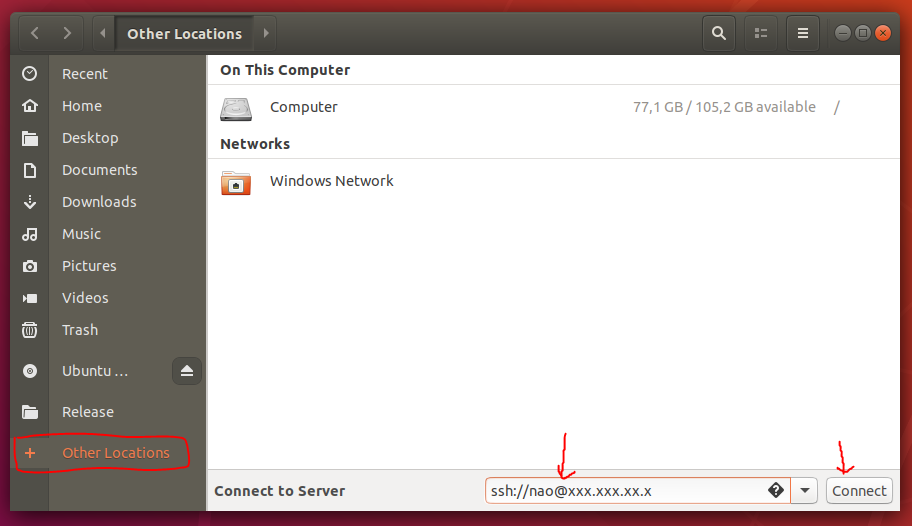 Other Locations
Recent
Home
Desktop
Documents
Downloads
Music
Pictures
Videos
Trash
Ubuntu …
Release
Other Locations
On This Computer
Computer 77,1 GB / 105,2 GB available /
Networks
Windows Network
Connect to Server ssh://nao@xxx.xxx.xx.x Connect